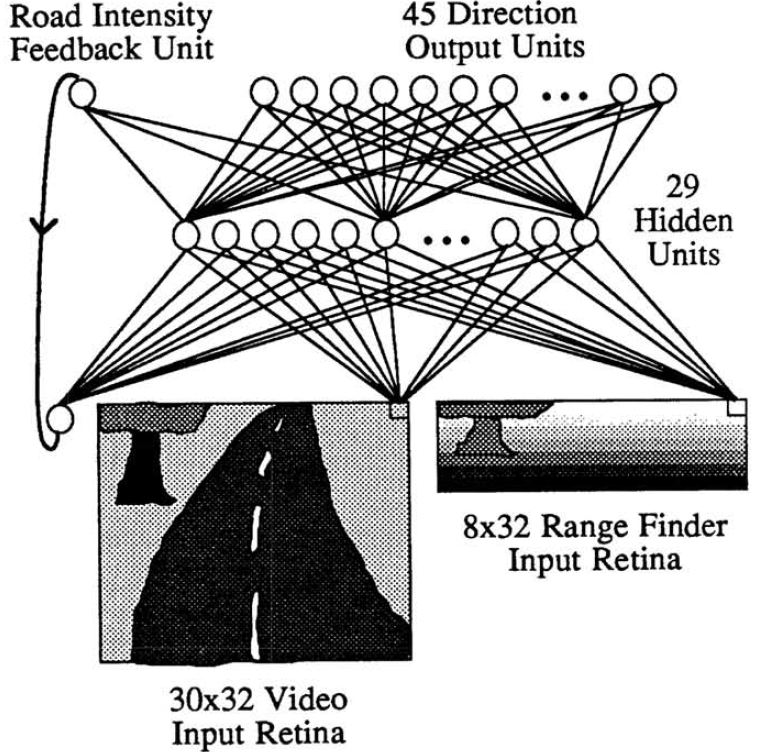 Road Intensity
Feedback Unit
45 Direction
Output Units
29
Hidden
Units
8x32 Range Finder
Input Retina
30x32 Video
Input Retina